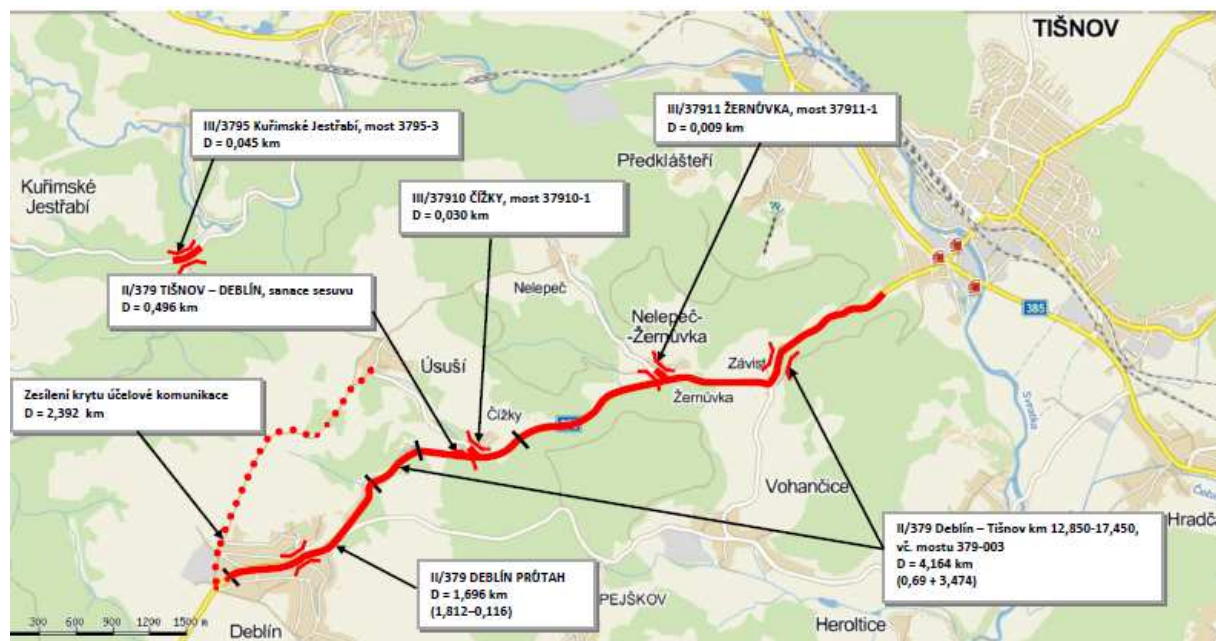 TIŠNOV
III/37911 ŽERNŮVKA, most 37911-1
D = 0,009 km
III/3795 Kuřimské Jestřabí, most 3795-3
D = 0,045 km
Předklášteří
Kuřimské
Jestřabí
III/37910 ČÍŽKY, most 37910-1
D = 0,030 km
II/379 TIŠNOV – DEBLÍN, sanace sesuvu
D = 0,496 km
Nelepeč
385
Nelepeč-
-Žernůvka
Závist
Úsuší
Zesílení krytu účelové komunikace
D = 2,392 km
Žernůvka
Svratka
Čížky
Vohančice
II/379 Deblín – Tišnov km 12,850-17,450,
vč. mostu 379-003
D = 4,164 km
(0,69 + 3,474)
Hradča
II/379 DEBLÍN PRŮTAH
D = 1,696 km
(1,812–0,116)
PEJŠKOV
Heroltice
Deblín
300 600 900 1200 1500 m